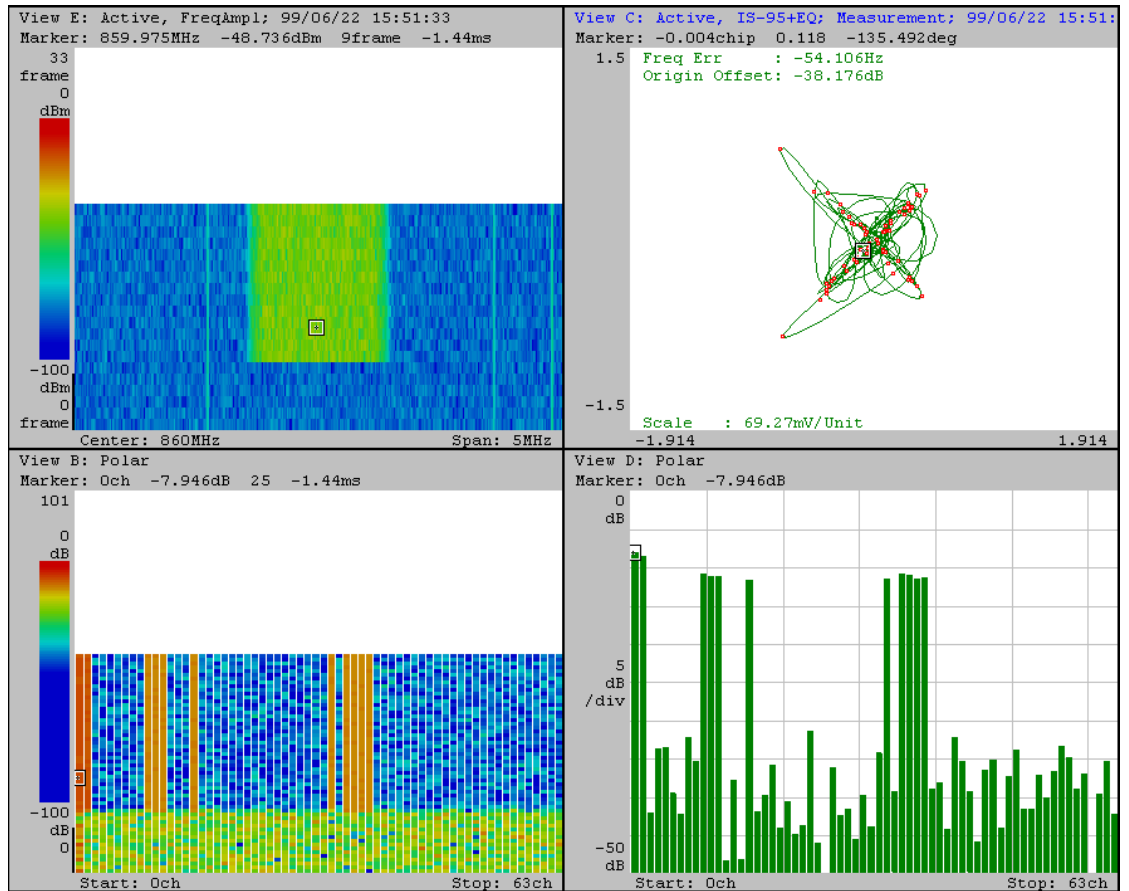 View E: Active, FreqAmpl; 99/06/22 15:51:33
Marker: 859.975MHz -48.736dBm 9frame -1.44ms
33
frame
0
dBm
-100
dBm
0
frame
Center: 860MHz Span: 5MHz
View C: Active, IS-95+EQ; Measurement; 99/06/22 15:51:
Marker: -0.004chip 0.118 -135.492deg
1.5
Freq Err : -54.106Hz
Origin Offset: -38.176dB
-1.5
Scale : 69.27mV/Unit
-1.914 1.914
View B: Polar
Marker: 0ch -7.946dB 25 -1.44ms
101
0
dB
-100
dB
0
Start: 0ch Stop: 63ch
View D: Polar
Marker: 0ch -7.946dB
0
dB
5
dB
/div
-50
dB
Start: 0ch Stop: 63ch